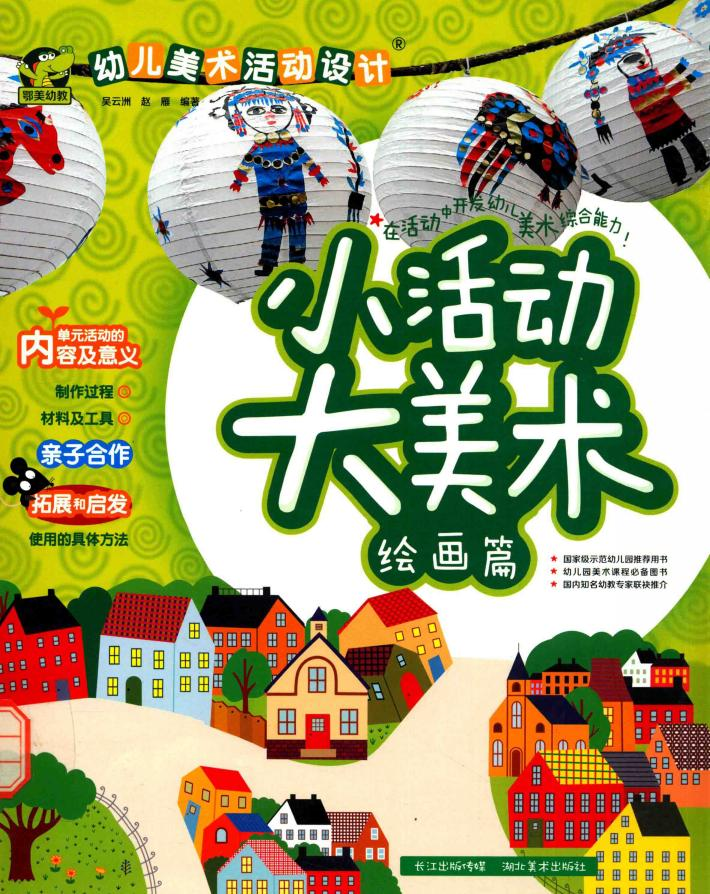 幼儿美术活动设计®
鄂美幼教
吴云洲 赵雁 编著
★在活动中开发幼儿美术综合能力!
小活动
大美术
绘画篇
单元活动的
内容及意义
制作过程
材料及工具
亲子合作
拓展和启发
使用的具体方法
★ 国家级示范幼儿园推荐用书
★ 幼儿园美术课程必备图书
★ 国内知名幼教专家联袂推介
长江出版传媒 湖北美术出版社